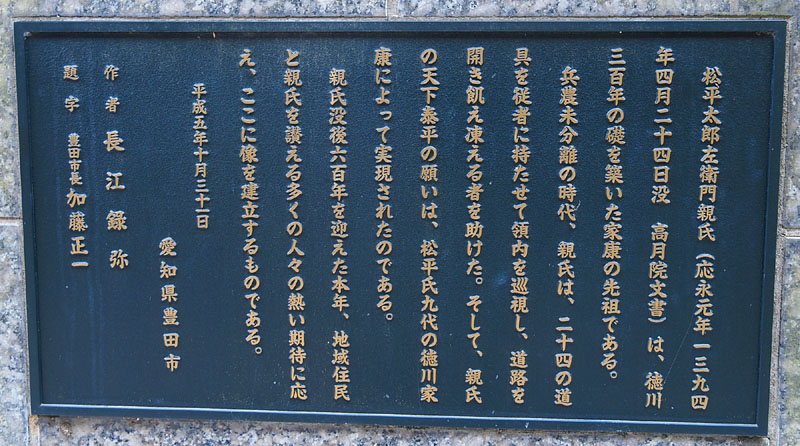 松平太郎左衛門親氏（応永元年一三九四
年四月二十四日没　高月院文書）は、徳川
三百年の礎を築いた家康の先祖である。
兵農未分離の時代、親氏は、二十四の道
具を従者に持たせて領内を巡視し、道路を
開き飢え凍える者を助けた。そして、親氏
の天下泰平の願いは、松平氏九代の徳川家
康によって実現されたのである。
親氏没後六百年を迎えた本年、地域住民
と親氏を讃える多くの人々の熱い期待に応
え、ここに像を建立するものである。
平成五年十月三十一日
愛知県豊田市
作者 長江録弥
題字 豊田市長 加藤正一